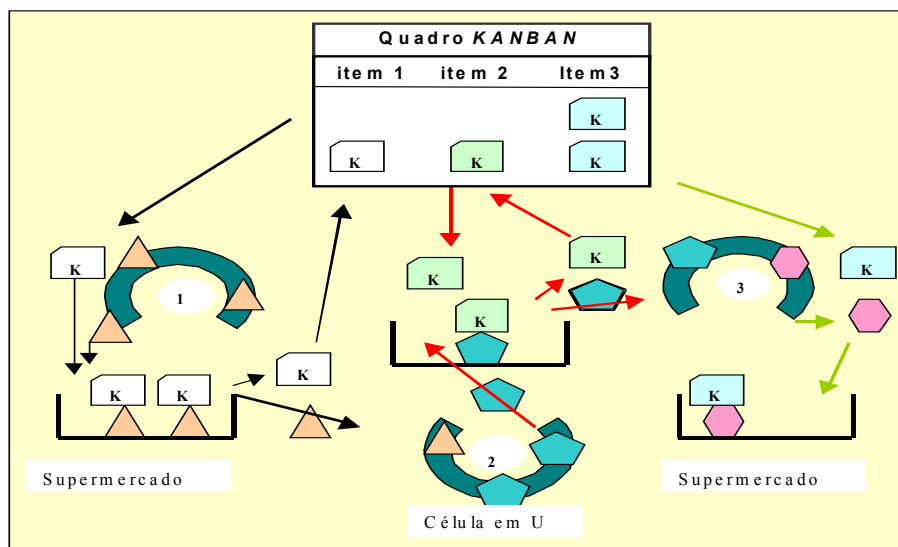 Quadro KANBAN
item 1 item 2 Item3
K
K K K
K K
K K
1 3
K
K K K K
2
Supermercado Supermercado
Célula em U